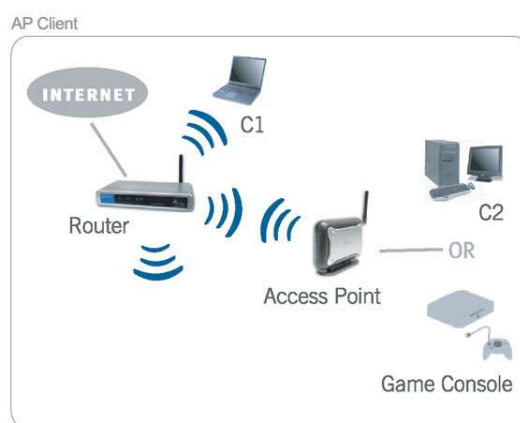 AP Client
INTERNET
C1
Router
C2
OR
Access Point
Game Console